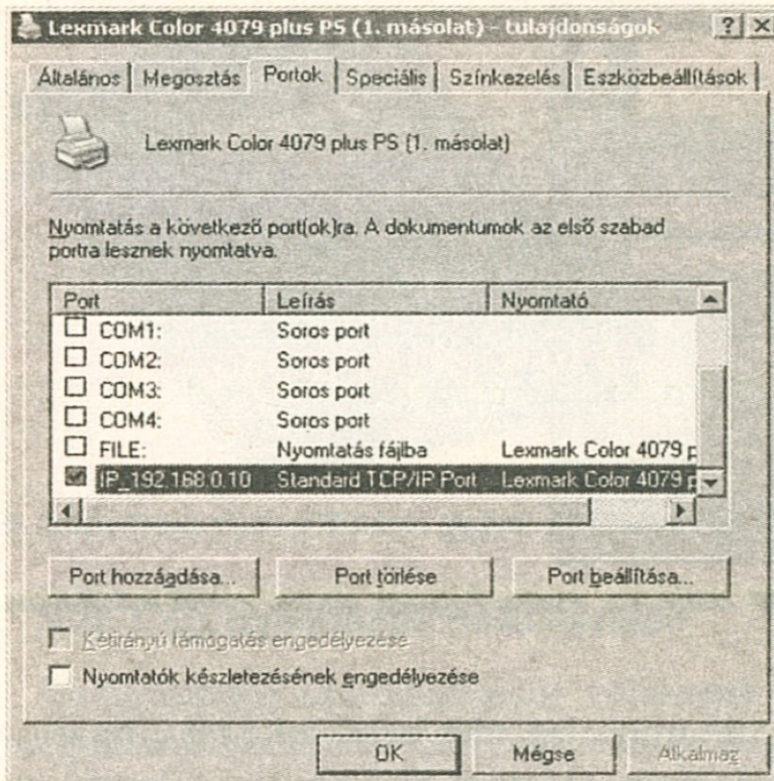 Lexmark Color 4079 plus PS (1. másolat) - tulajdonságok
Általános Megosztás Portok Speciális Színkezelés Eszközbeállítások
Lexmark Color 4079 plus PS (1. másolat)
Nyomtatás a következő port(ok)ra. A dokumentumok az első szabad
portra lesznek nyomtatva.
Port Leírás Nyomtató
COM1: Soros port
COM2: Soros port
COM3: Soros port
COM4: Soros port
FILE: Nyomtatás fájlba Lexmark Color 4079 p
IP_192.168.0.10 Standard TCP/IP Port Lexmark Color 4079 p
Port hozzáadása... Port törlése Port beállítása...
Kétirányú támogatás engedélyezése
Nyomtatók készletezésének engedélyezése
OK Mégse Alkalmaz